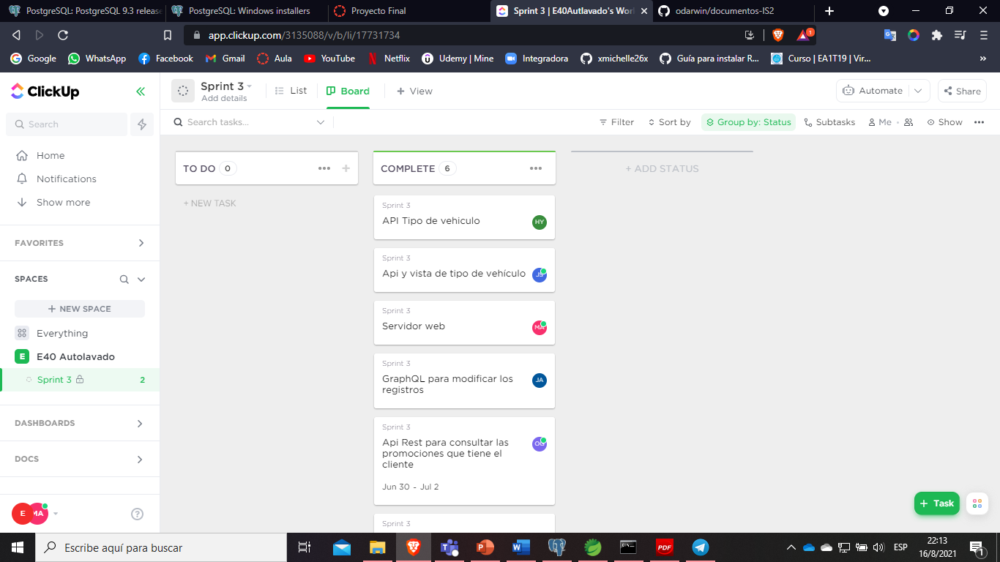 PostgreSQL: PostgreSQL 9.3 release
PostgreSQL: Windows installers
Proyecto Final
Sprint 3 | E40Autlavado's Wor
odarwin/documentos-IS2
app.clickup.com/3135088/v/b/li/17731734
1
Google
WhatsApp
Facebook
Gmail
Aula
YouTube
Netflix
Udemy | Mine
Integradora
xmichelle26x
Guía para instalar R...
Curso | EA1T19 | Vir...
»
ClickUp
Sprint 3
Add details
List
Board
+ View
Automate
Share
Search
Search tasks...
Filter
Sort by
Group by: Status
Subtasks
Me
Show
Home
Notifications
Show more
FAVORITES
SPACES
+ NEW SPACE
Everything
E E40 Autolavado
Sprint 3 2
DASHBOARDS
DOCS
E MA
?
TO DO 0
+ NEW TASK
COMPLETE 6
+ ADD STATUS
Sprint 3
API Tipo de vehiculo
HY
Sprint 3
Api y vista de tipo de vehículo
JS
Sprint 3
Servidor web
MA
Sprint 3
GraphQL para modificar los
registros
JA
Sprint 3
Api Rest para consultar las
promociones que tiene el
cliente
Jun 30 - Jul 2
Sprint 3
+ Task
Escribe aquí para buscar
PDF
ESP
22:13
16/8/2021
1